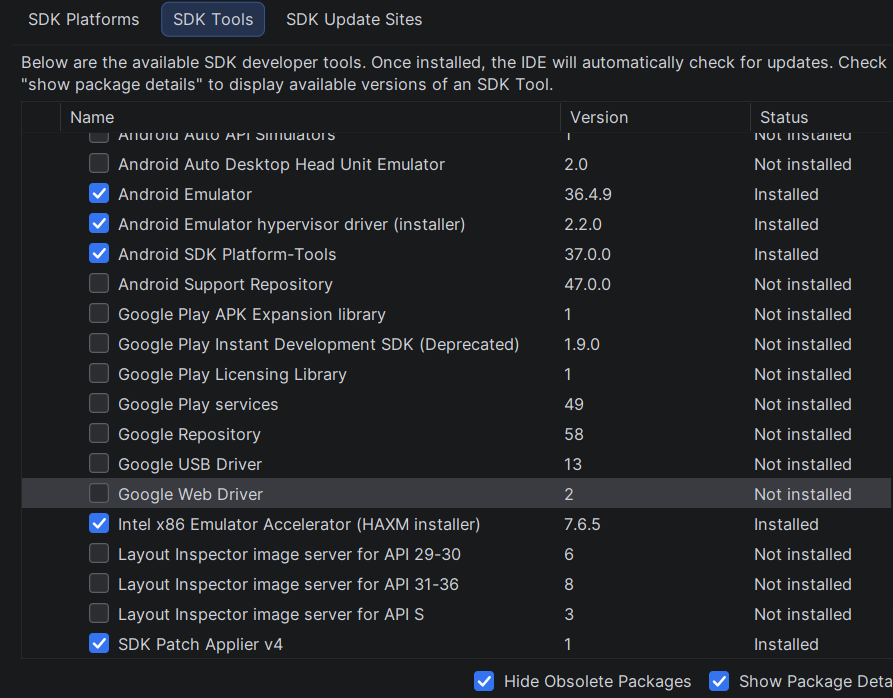 SDK Platforms SDK Tools SDK Update Sites
Below are the available SDK developer tools. Once installed, the IDE will automatically check for updates. Check
"show package details" to display available versions of an SDK Tool.
Name Version Status
Android Auto API Simulators 1 Not installed
Android Auto Desktop Head Unit Emulator 2.0 Not installed
Android Emulator 36.4.9 Installed
Android Emulator hypervisor driver (installer) 2.2.0 Installed
Android SDK Platform-Tools 37.0.0 Installed
Android Support Repository 47.0.0 Not installed
Google Play APK Expansion library 1 Not installed
Google Play Instant Development SDK (Deprecated) 1.9.0 Not installed
Google Play Licensing Library 1 Not installed
Google Play services 49 Not installed
Google Repository 58 Not installed
Google USB Driver 13 Not installed
Google Web Driver 2 Not installed
Intel x86 Emulator Accelerator (HAXM installer) 7.6.5 Installed
Layout Inspector image server for API 29-30 6 Not installed
Layout Inspector image server for API 31-36 8 Not installed
Layout Inspector image server for API S 3 Not installed
SDK Patch Applier v4 1 Installed
Hide Obsolete Packages Show Package Deta